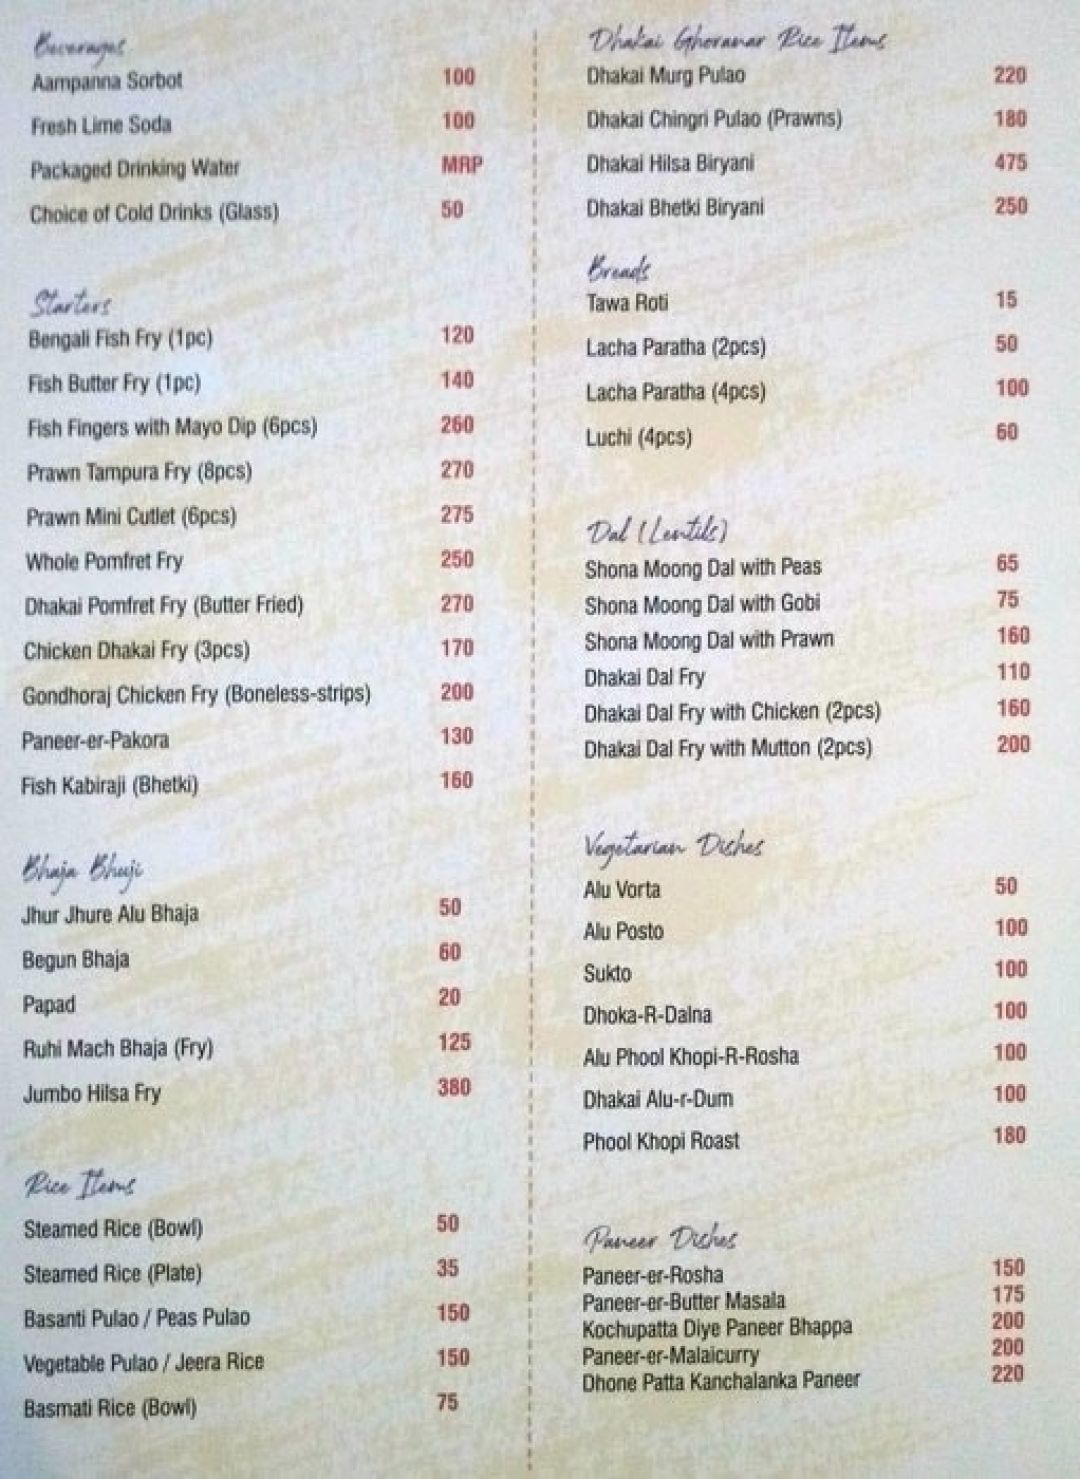 Beverages
Aampanna Sorbot 100
Fresh Lime Soda 100
Packaged Drinking Water MRP
Choice of Cold Drinks (Glass) 50
Starters
Bengali Fish Fry (1pc) 120
Fish Butter Fry (1pc) 140
Fish Fingers with Mayo Dip (6pcs) 260
Prawn Tampura Fry (8pcs) 270
Prawn Mini Cutlet (6pcs) 275
Whole Pomfret Fry 250
Dhakai Pomfret Fry (Butter Fried) 270
Chicken Dhakai Fry (3pcs) 170
Gondhoraj Chicken Fry (Boneless-strips) 200
Paneer-er-Pakora 130
Fish Kabiraji (Bhetki) 160
Bhaja Bhuji
Jhur Jhure Alu Bhaja 50
Begun Bhaja 60
Papad 20
Ruhi Mach Bhaja (Fry) 125
Jumbo Hilsa Fry 380
Rice Items
Steamed Rice (Bowl) 50
Steamed Rice (Plate) 35
Basanti Pulao / Peas Pulao 150
Vegetable Pulao / Jeera Rice 150
Basmati Rice (Bowl) 75
Dhakai Ghoranar Rice Items
Dhakai Murg Pulao 220
Dhakai Chingri Pulao (Prawns) 180
Dhakai Hilsa Biryani 475
Dhakai Bhetki Biryani 250
Breads
Tawa Roti 15
Lacha Paratha (2pcs) 50
Lacha Paratha (4pcs) 100
Luchi (4pcs) 60
Dal (Lentils)
Shona Moong Dal with Peas 65
Shona Moong Dal with Gobi 75
Shona Moong Dal with Prawn 160
Dhakai Dal Fry 110
Dhakai Dal Fry with Chicken (2pcs) 160
Dhakai Dal Fry with Mutton (2pcs) 200
Vegetarian Dishes
Alu Vorta 50
Alu Posto 100
Sukto 100
Dhoka-R-Dalna 100
Alu Phool Khopi-R-Rosha 100
Dhakai Alu-r-Dum 100
Phool Khopi Roast 180
Paneer Dishes
Paneer-er-Rosha 150
Paneer-er-Butter Masala 175
Kochupatta Diye Paneer Bhappa 200
Paneer-er-Malaicurry 200
Dhone Patta Kanchalanka Paneer 220